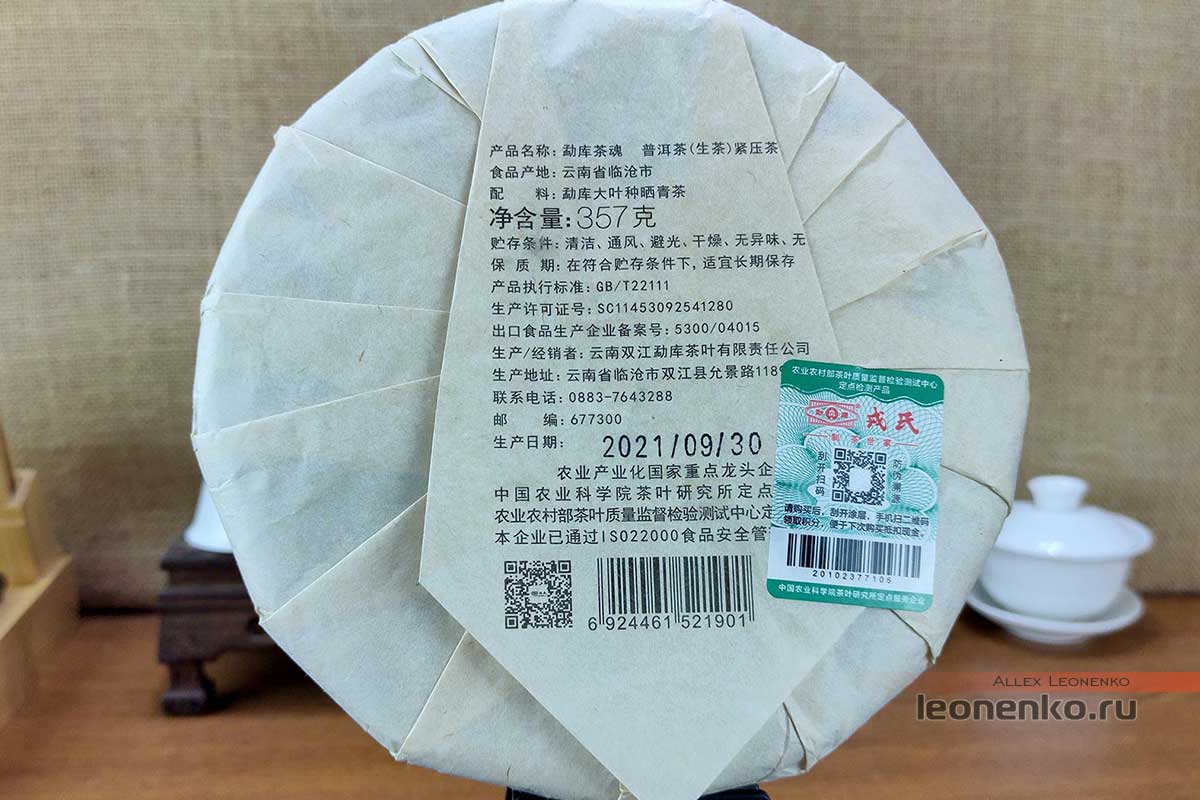 产品名称: 勐库茶魂 普洱茶(生茶)紧压茶
食品产地: 云南省临沧市
配 料: 勐库大叶种晒青茶
净含量: 357克
贮存条件: 清洁、通风、避光、干燥、无异味、无
保 质 期: 在符合贮存条件下, 适宜长期保存
产品执行标准: GB/T22111
生产许可证号: SC11453092541280
出口食品生产企业备案号: 5300/04015
生产/经销者: 云南双江勐库茶叶有限责任公司
生产地址: 云南省临沧市双江县允景路118
联系电话: 0883-7643288
邮 编: 677300
生产日期: 2021/09/30
农业产业化国家重点龙头企
中国农业科学院茶叶研究所定点
农业农村部茶叶质量监督检验测试中心定
本企业已通过ISO22000食品安全管
6 924461 521901
农业农村部茶叶质量监督检验测试中心
定点检测产品
戎氏
制茶世家
刮开扫码
防伪溯源
请购买后, 刮开涂层, 手机扫二维码
领取积分, 便于下次购买抵扣现金。
20102377106
中国农业科学院茶叶研究所定点服务企业
Allex Leonenko
leonenko.ru